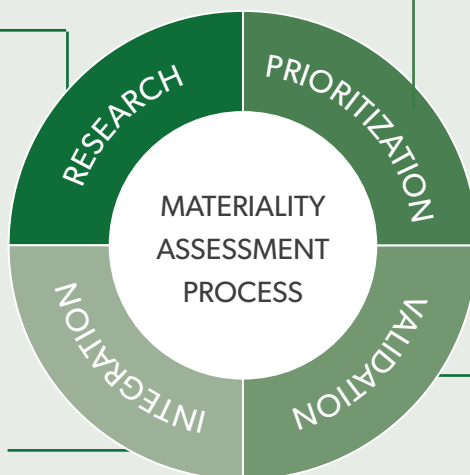 RESEARCH
PRIORITIZATION
MATERIALITY
ASSESSMENT
PROCESS
INTEGRATION
VALIDATION